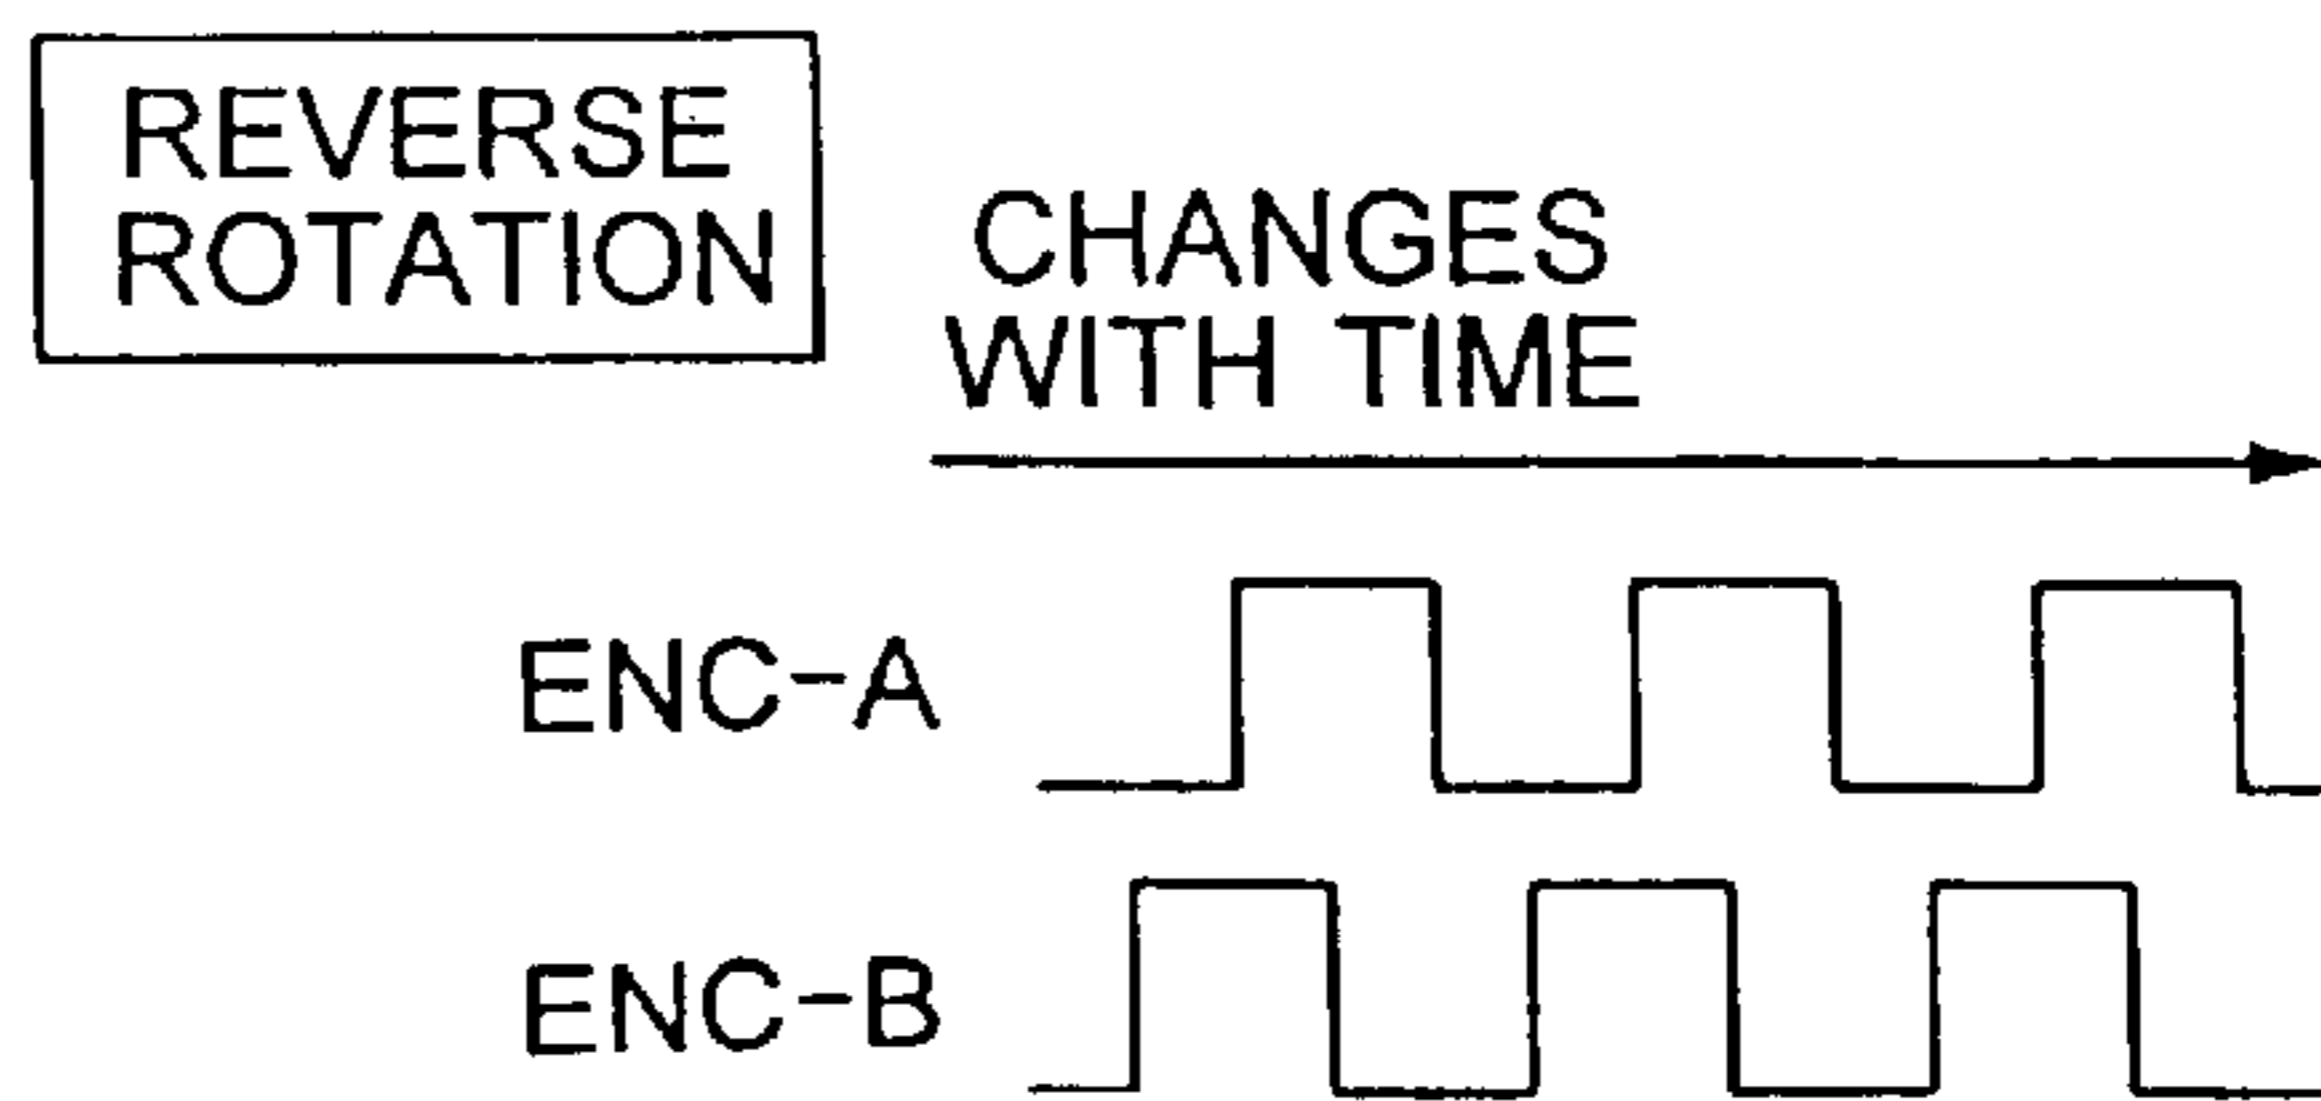 REVERSE
ROTATION
CHANGES
WITH TIME
ENC-A
ENC-B